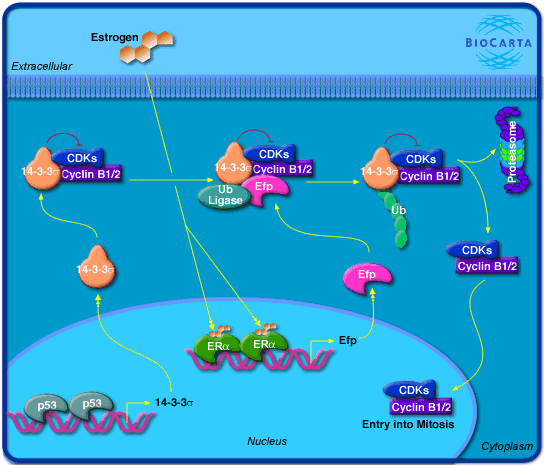 Estrogen
BIOCARTA
Extracellular
14-3-3σ
CDKs
Cyclin B1/2
14-3-3σ
CDKs
Cyclin B1/2
Ub
Ligase
Efp
14-3-3σ
CDKs
Cyclin B1/2
Ub
Proteasome
14-3-3σ
Efp
CDKs
Cyclin B1/2
ERα
ERα
Efp
p53
p53
14-3-3σ
CDKs
Cyclin B1/2
Entry into Mitosis
Nucleus
Cytoplasm